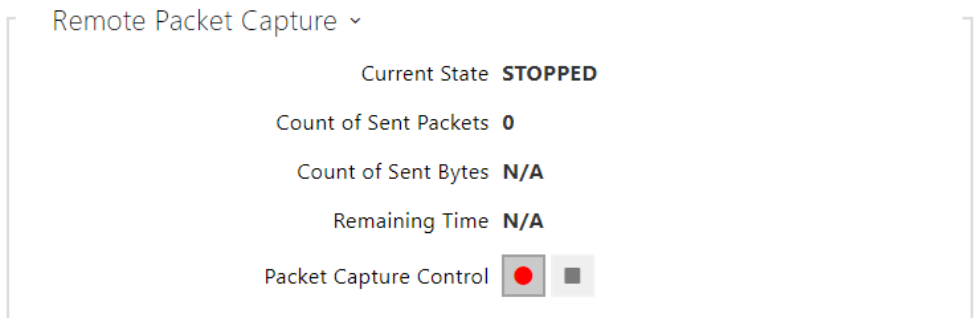 Remote Packet Capture
Current State STOPPED
Count of Sent Packets 0
Count of Sent Bytes N/A
Remaining Time N/A
Packet Capture Control